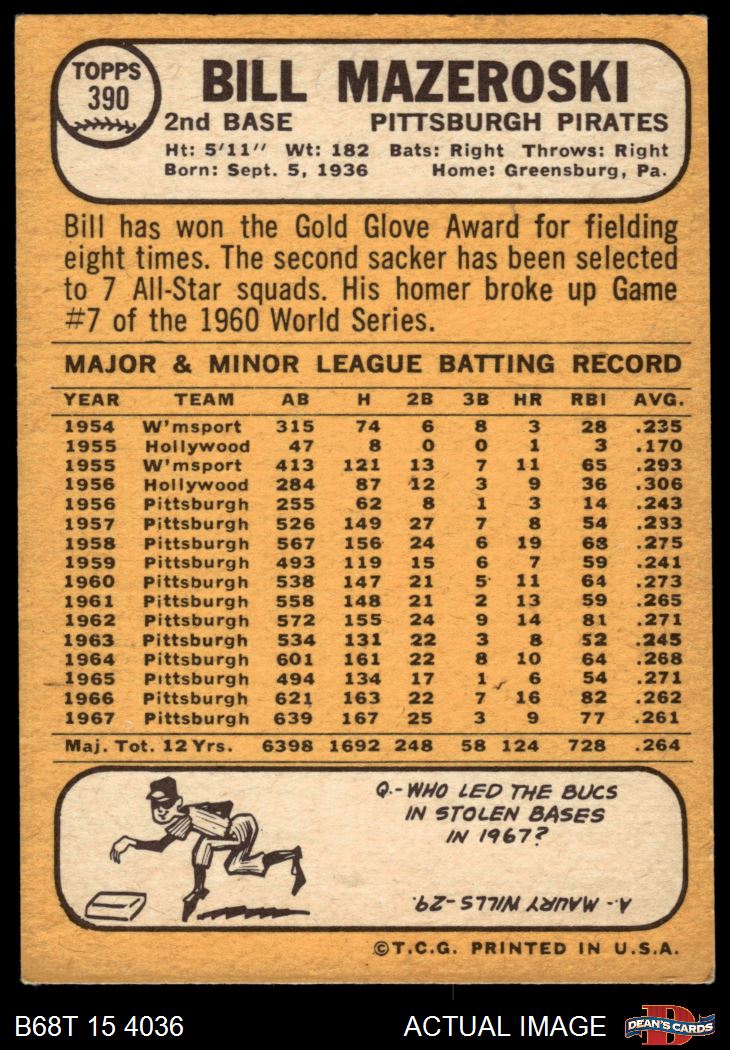 TOPPS
390
BILL MAZEROSKI
2nd BASE PITTSBURGH PIRATES
Ht: 5'11" Wt: 182 Bats: Right Throws: Right
Born: Sept. 5, 1936 Home: Greensburg, Pa.
Bill has won the Gold Glove Award for fielding
eight times. The second sacker has been selected
to 7 All-Star squads. His homer broke up Game
#7 of the 1960 World Series.
MAJOR & MINOR LEAGUE BATTING RECORD
YEAR TEAM AB H 2B 3B HR RBI AVG.
1954 W'msport 315 74 6 8 3 28 .235
1955 Hollywood 47 8 0 0 1 3 .170
1955 W'msport 413 121 13 7 11 65 .293
1956 Hollywood 284 87 12 3 9 36 .306
1956 Pittsburgh 255 62 8 1 3 14 .243
1957 Pittsburgh 526 149 27 7 8 54 .233
1958 Pittsburgh 567 156 24 6 19 68 .275
1959 Pittsburgh 493 119 15 6 7 59 .241
1960 Pittsburgh 538 147 21 5 11 64 .273
1961 Pittsburgh 558 148 21 2 13 59 .265
1962 Pittsburgh 572 155 24 9 14 81 .271
1963 Pittsburgh 534 131 22 3 8 52 .245
1964 Pittsburgh 601 161 22 8 10 64 .268
1965 Pittsburgh 494 134 17 1 6 54 .271
1966 Pittsburgh 621 163 22 7 16 82 .262
1967 Pittsburgh 639 167 25 3 9 77 .261
Maj. Tot. 12 Yrs. 6398 1692 248 58 124 728 .264
Q.-WHO LED THE BUCS
IN STOLEN BASES
IN 1967?
A.-MAURY WILLS-29.
©T.C.G. PRINTED IN U.S.A.
B68T 15 4036 ACTUAL IMAGE
D
DEAN'S CARDS